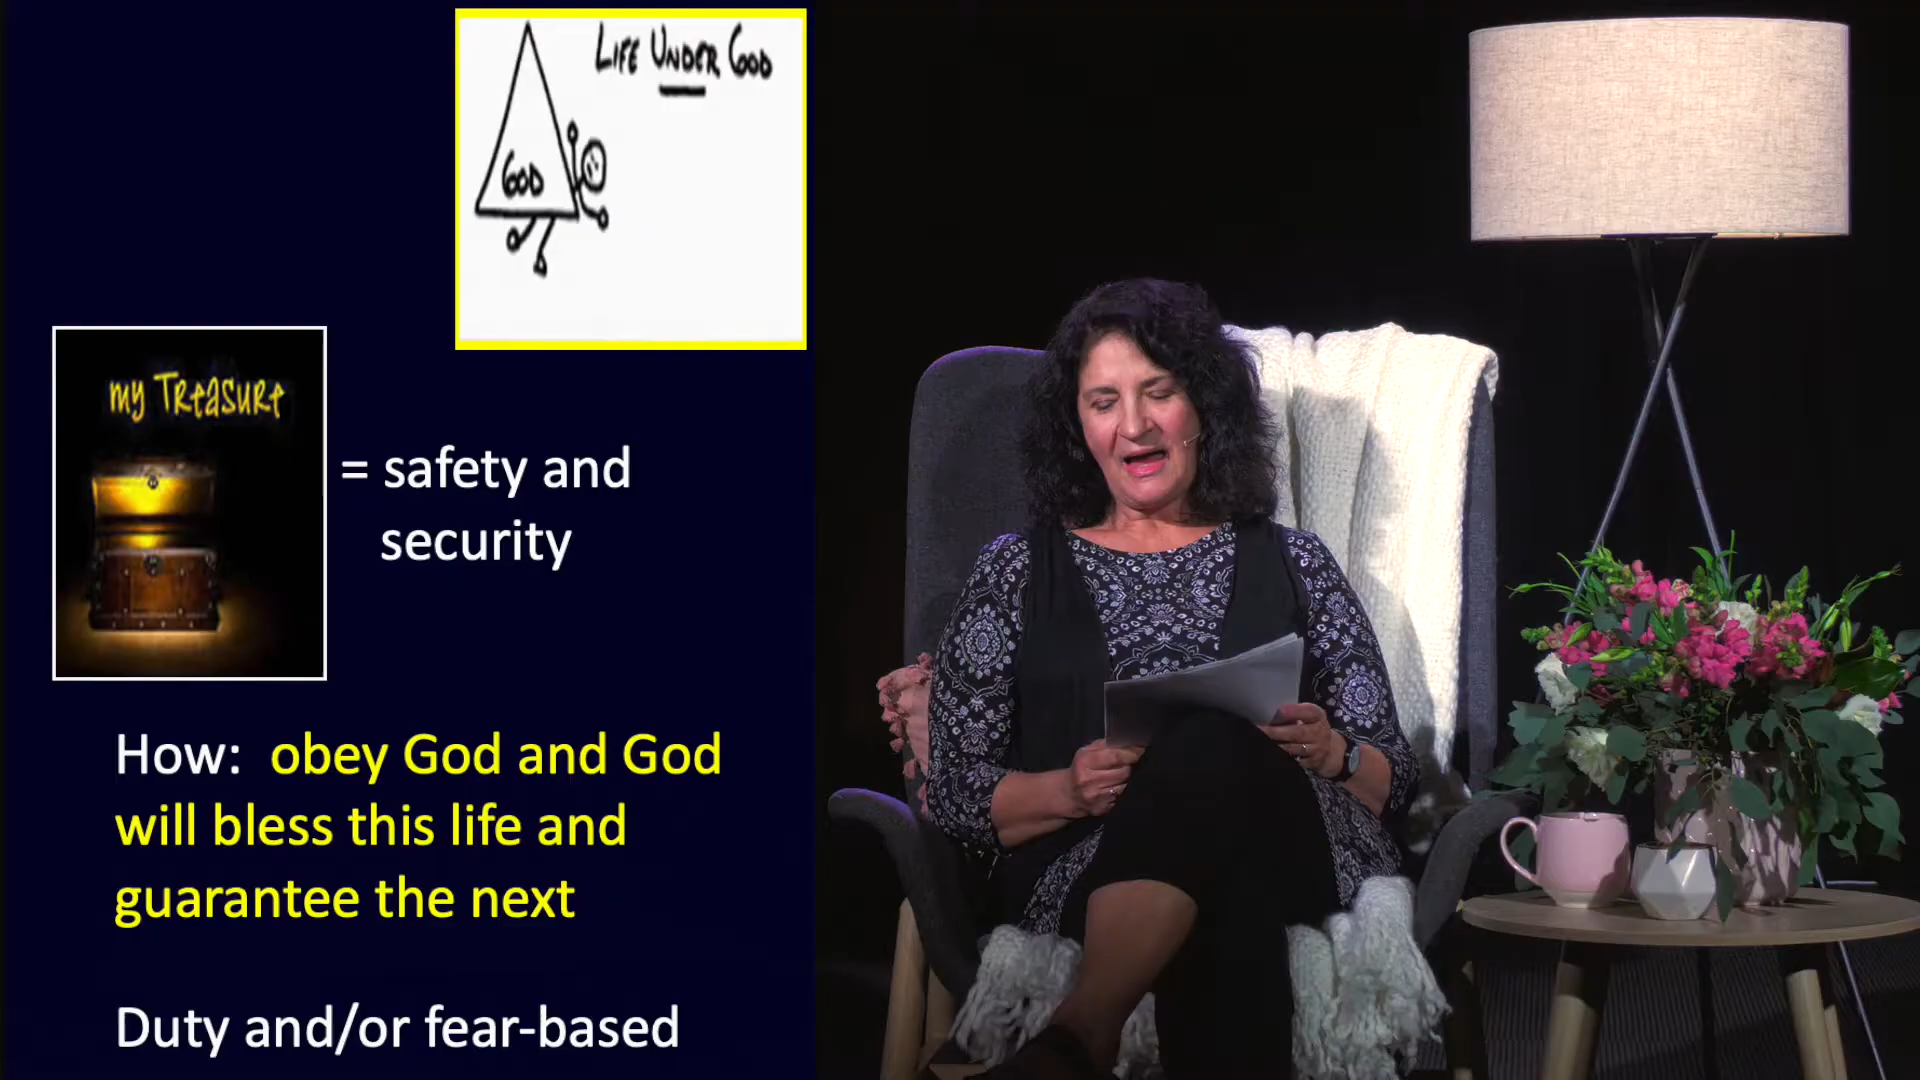 LIFE UNDER GOD
GOD
my TReasuRe
= safety and
security
How: obey God and God
will bless this life and
guarantee the next
Duty and/or fear-based